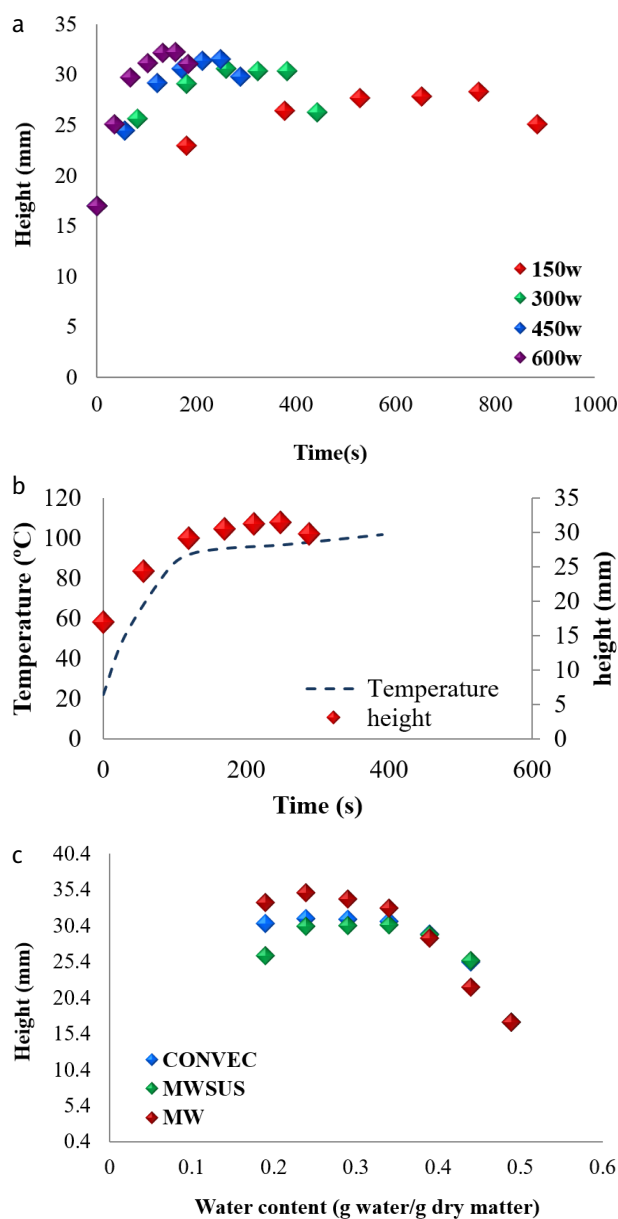 a
35
30
25
20
15
10
5
0
Height (mm)
150w
300w
450w
600w
0 200 400 600 800 1000
Time(s)
b
120
100
80
60
40
20
0
Temperature (ºC)
35
30
25
20
15
10
5
0
height (mm)
Temperature
height
0 200 400 600
Time (s)
c
40.4
35.4
30.4
25.4
20.4
15.4
10.4
5.4
0.4
Height (mm)
CONVEC
MWSUS
MW
0 0.1 0.2 0.3 0.4 0.5 0.6
Water content (g water/g dry matter)